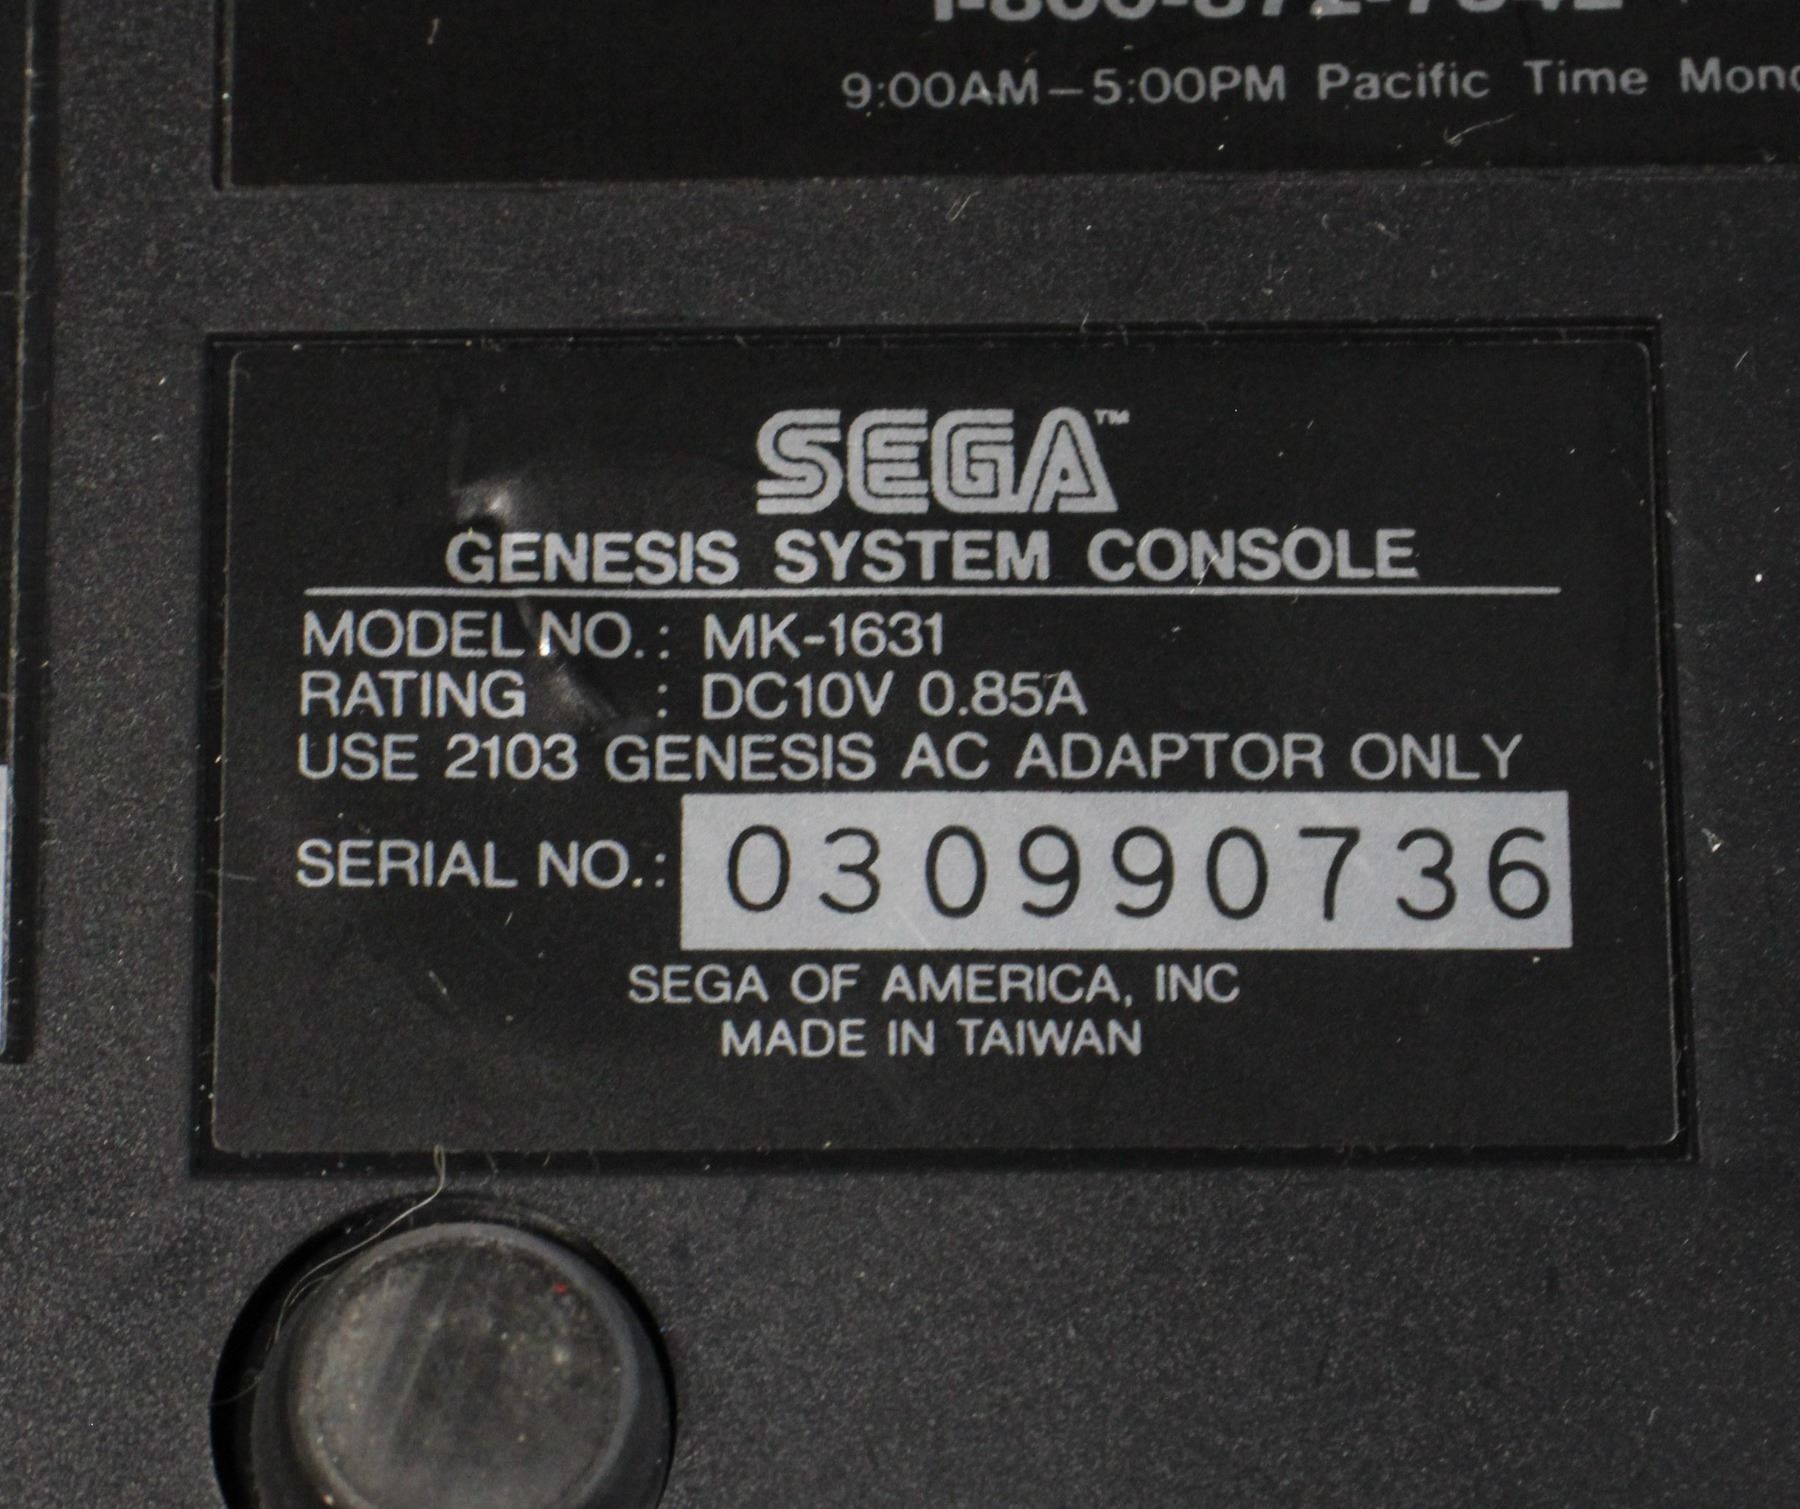 9:00AM–5:00PM Pacific Time
SEGA™
GENESIS SYSTEM CONSOLE
MODEL NO.: MK-1631
RATING : DC10V 0.85A
USE 2103 GENESIS AC ADAPTOR ONLY
SERIAL NO.: 030990736
SEGA OF AMERICA, INC
MADE IN TAIWAN